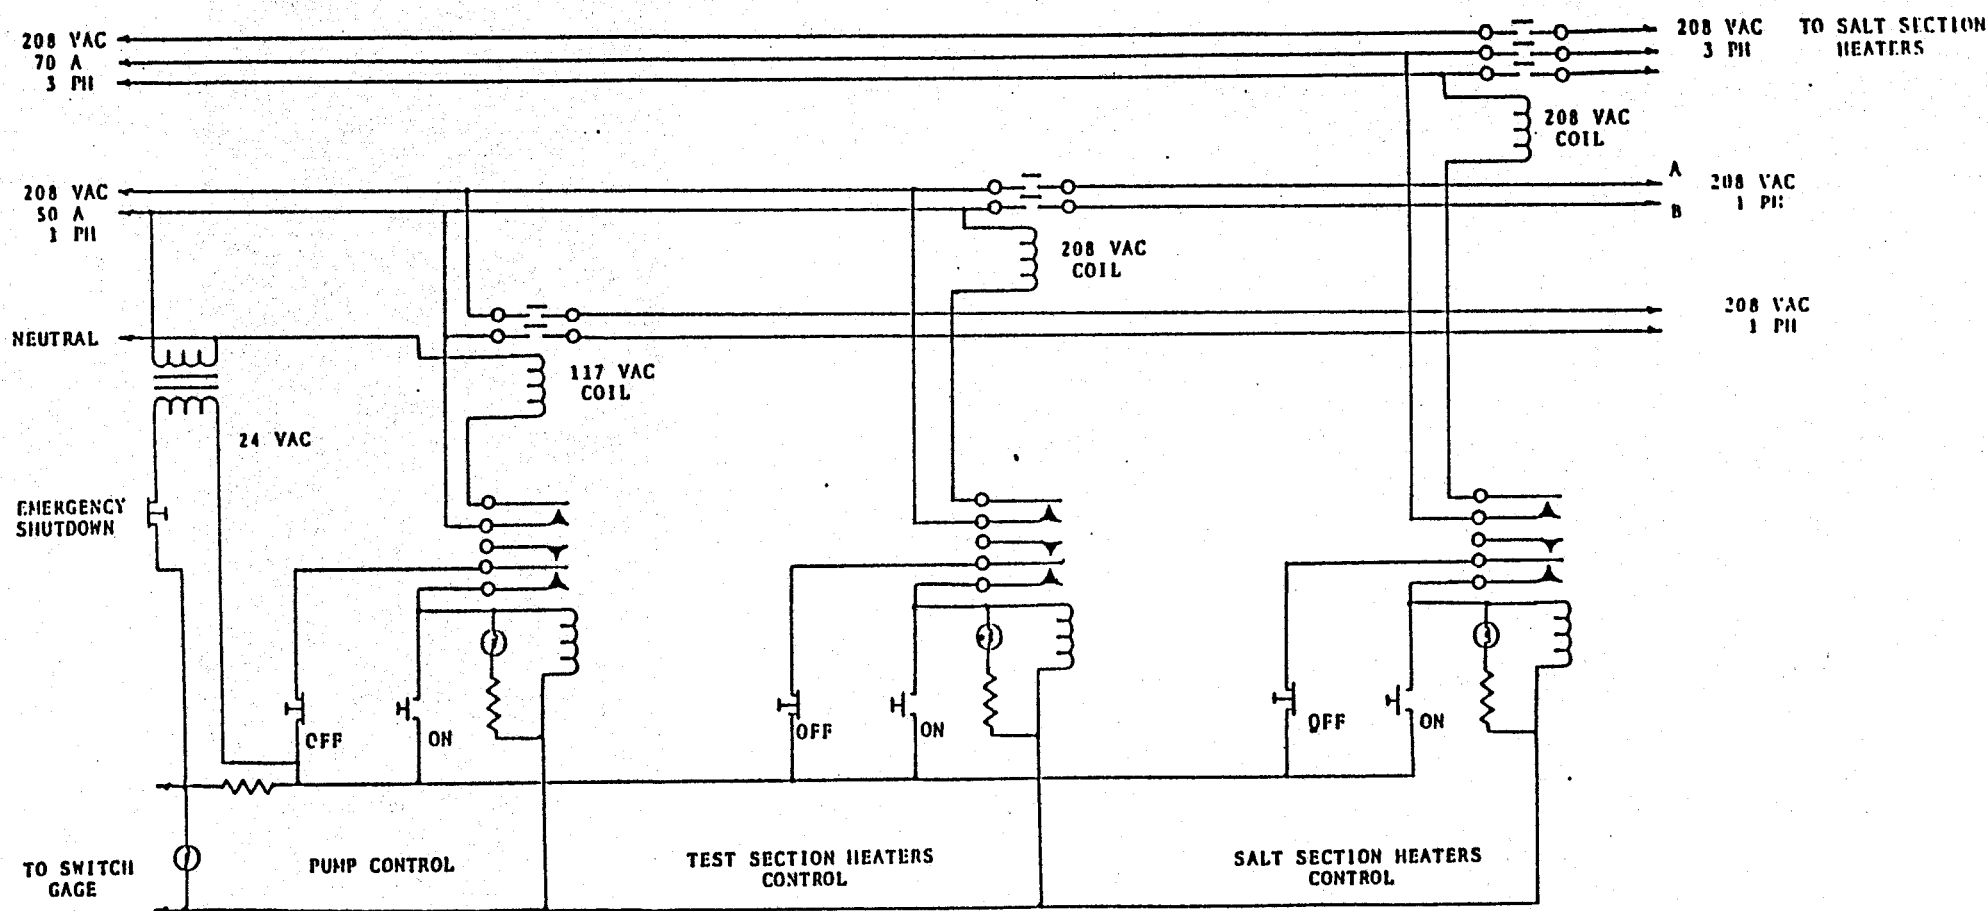 208 VAC
70 A
3 PH
208 VAC
3 PH
TO SALT SECTION
HEATERS
208 VAC
COIL
208 VAC
50 A
1 PH
A
B
208 VAC
1 PH
208 VAC
COIL
NEUTRAL
208 VAC
1 PH
117 VAC
COIL
24 VAC
EMERGENCY
SHUTDOWN
OFF
ON
OFF
ON
OFF
ON
TO SWITCH
GAGE
PUMP CONTROL
TEST SECTION HEATERS
CONTROL
SALT SECTION HEATERS
CONTROL